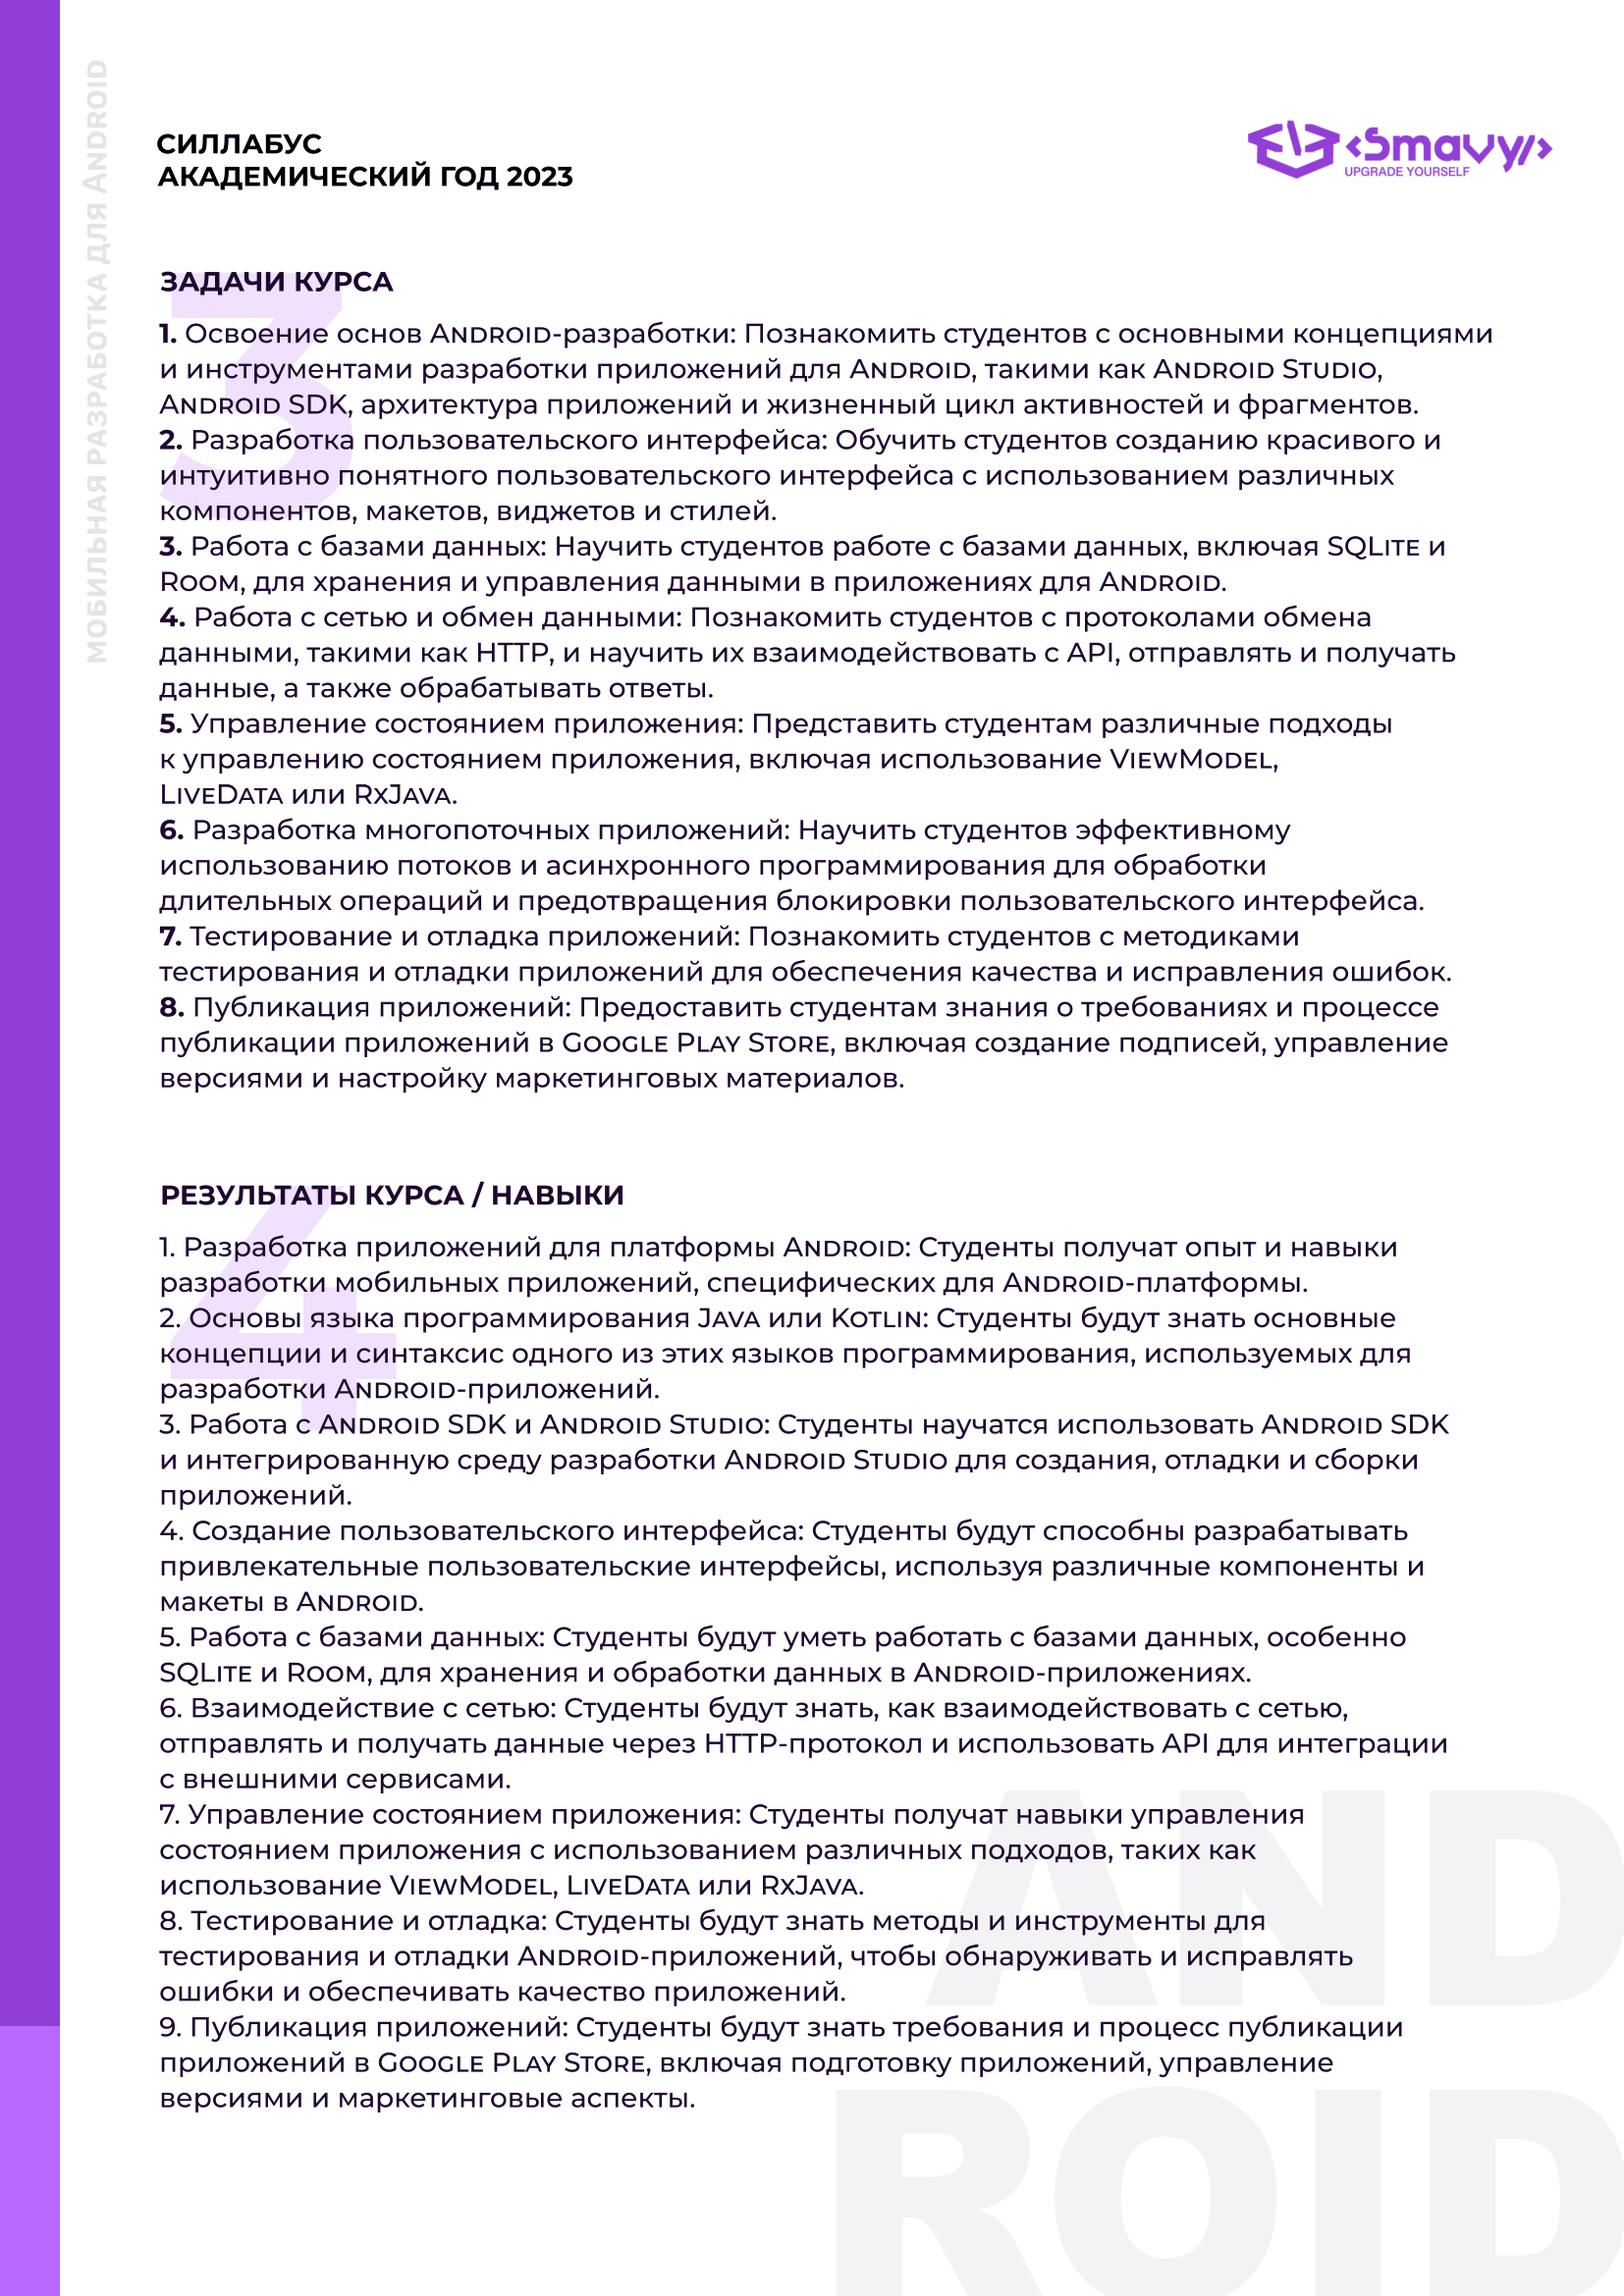 МОБИЛЬНАЯ РАЗРАБОТКА ДЛЯ ANDROID
СИЛЛАБУС
АКАДЕМИЧЕСКИЙ ГОД 2023
<Smavy/>
UPGRADE YOURSELF
3
ЗАДАЧИ КУРСА
1. Освоение основ Android-разработки: Познакомить студентов с основными концепциями
и инструментами разработки приложений для Android, такими как Android Studio,
Android SDK, архитектура приложений и жизненный цикл активностей и фрагментов.
2. Разработка пользовательского интерфейса: Обучить студентов созданию красивого и
интуитивно понятного пользовательского интерфейса с использованием различных
компонентов, макетов, виджетов и стилей.
3. Работа с базами данных: Научить студентов работе с базами данных, включая SQLite и
Room, для хранения и управления данными в приложениях для Android.
4. Работа с сетью и обмен данными: Познакомить студентов с протоколами обмена
данными, такими как HTTP, и научить их взаимодействовать с API, отправлять и получать
данные, а также обрабатывать ответы.
5. Управление состоянием приложения: Представить студентам различные подходы
к управлению состоянием приложения, включая использование ViewModel,
LiveData или RxJava.
6. Разработка многопоточных приложений: Научить студентов эффективному
использованию потоков и асинхронного программирования для обработки
длительных операций и предотвращения блокировки пользовательского интерфейса.
7. Тестирование и отладка приложений: Познакомить студентов с методиками
тестирования и отладки приложений для обеспечения качества и исправления ошибок.
8. Публикация приложений: Предоставить студентам знания о требованиях и процессе
публикации приложений в Google Play Store, включая создание подписей, управление
версиями и настройку маркетинговых материалов.
4
РЕЗУЛЬТАТЫ КУРСА / НАВЫКИ
1. Разработка приложений для платформы Android: Студенты получат опыт и навыки
разработки мобильных приложений, специфических для Android-платформы.
2. Основы языка программирования Java или Kotlin: Студенты будут знать основные
концепции и синтаксис одного из этих языков программирования, используемых для
разработки Android-приложений.
3. Работа с Android SDK и Android Studio: Студенты научатся использовать Android SDK
и интегрированную среду разработки Android Studio для создания, отладки и сборки
приложений.
4. Создание пользовательского интерфейса: Студенты будут способны разрабатывать
привлекательные пользовательские интерфейсы, используя различные компоненты и
макеты в Android.
5. Работа с базами данных: Студенты будут уметь работать с базами данных, особенно
SQLite и Room, для хранения и обработки данных в Android-приложениях.
6. Взаимодействие с сетью: Студенты будут знать, как взаимодействовать с сетью,
отправлять и получать данные через HTTP-протокол и использовать API для интеграции
с внешними сервисами.
7. Управление состоянием приложения: Студенты получат навыки управления
состоянием приложения с использованием различных подходов, таких как
использование ViewModel, LiveData или RxJava.
8. Тестирование и отладка: Студенты будут знать методы и инструменты для
тестирования и отладки Android-приложений, чтобы обнаруживать и исправлять
ошибки и обеспечивать качество приложений.
9. Публикация приложений: Студенты будут знать требования и процесс публикации
приложений в Google Play Store, включая подготовку приложений, управление
версиями и маркетинговые аспекты.
AND
ROID